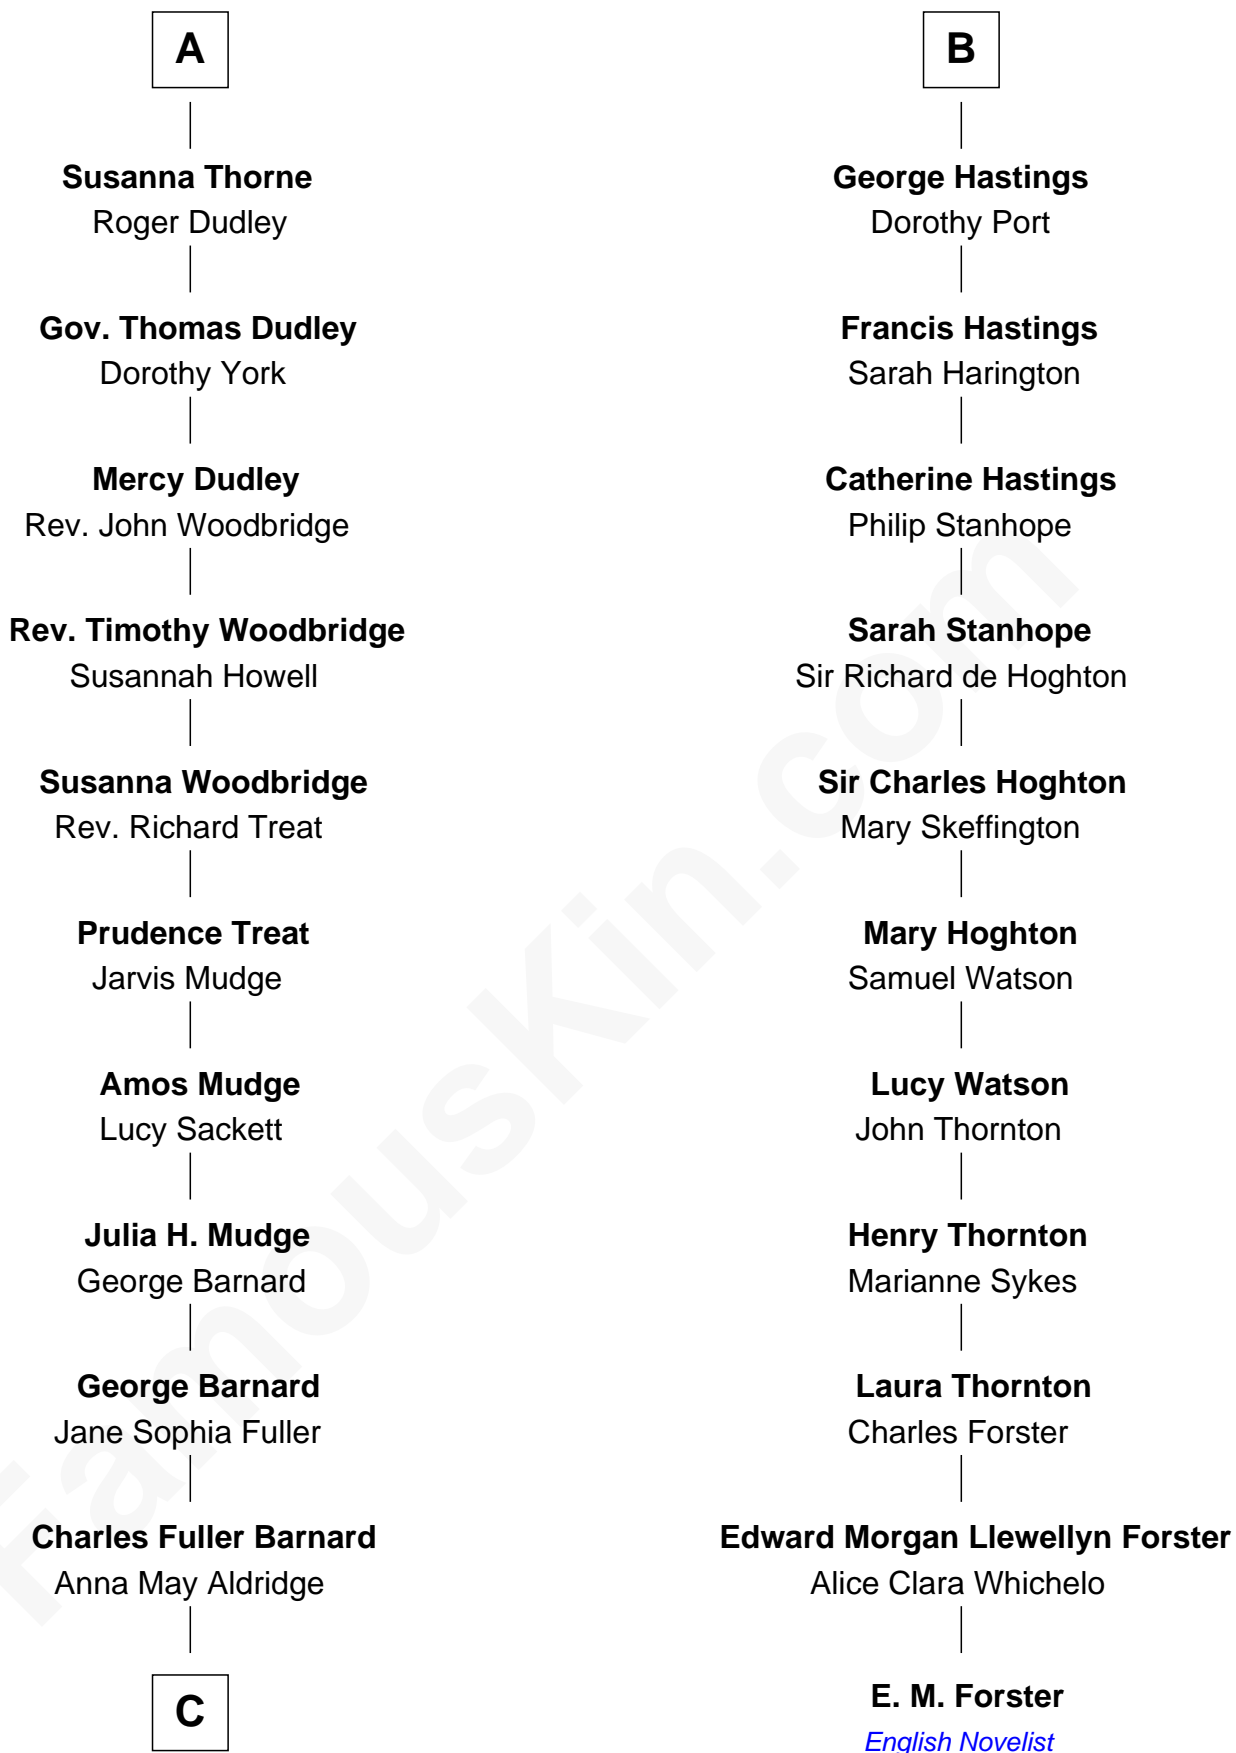 A
Susanna Thorne
Roger Dudley
Gov. Thomas Dudley
Dorothy York
Mercy Dudley
Rev. John Woodbridge
Rev. Timothy Woodbridge
Susannah Howell
Susanna Woodbridge
Rev. Richard Treat
Prudence Treat
Jarvis Mudge
Amos Mudge
Lucy Sackett
Julia H. Mudge
George Barnard
George Barnard
Jane Sophia Fuller
Charles Fuller Barnard
Anna May Aldridge
C
B
George Hastings
Dorothy Port
Francis Hastings
Sarah Harington
Catherine Hastings
Philip Stanhope
Sarah Stanhope
Sir Richard de Hoghton
Sir Charles Hoghton
Mary Skeffington
Mary Hoghton
Samuel Watson
Lucy Watson
John Thornton
Henry Thornton
Marianne Sykes
Laura Thornton
Charles Forster
Edward Morgan Llewellyn Forster
Alice Clara Whichelo
E. M. Forster
English Novelist
FamousKin.com